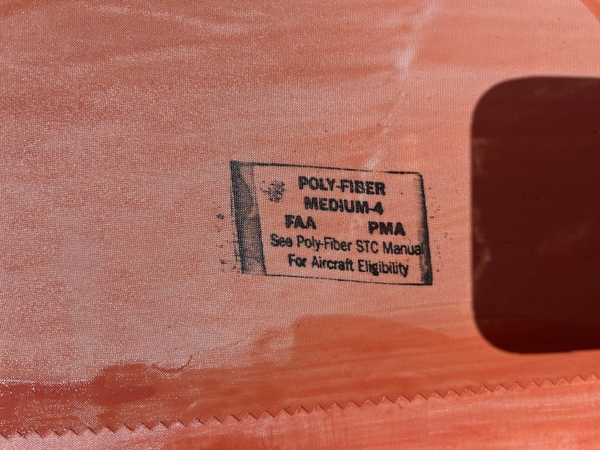 POLY-FIBER
MEDIUM-4
FAA PMA
See Poly-Fiber STC Manual
For Aircraft Eligibility